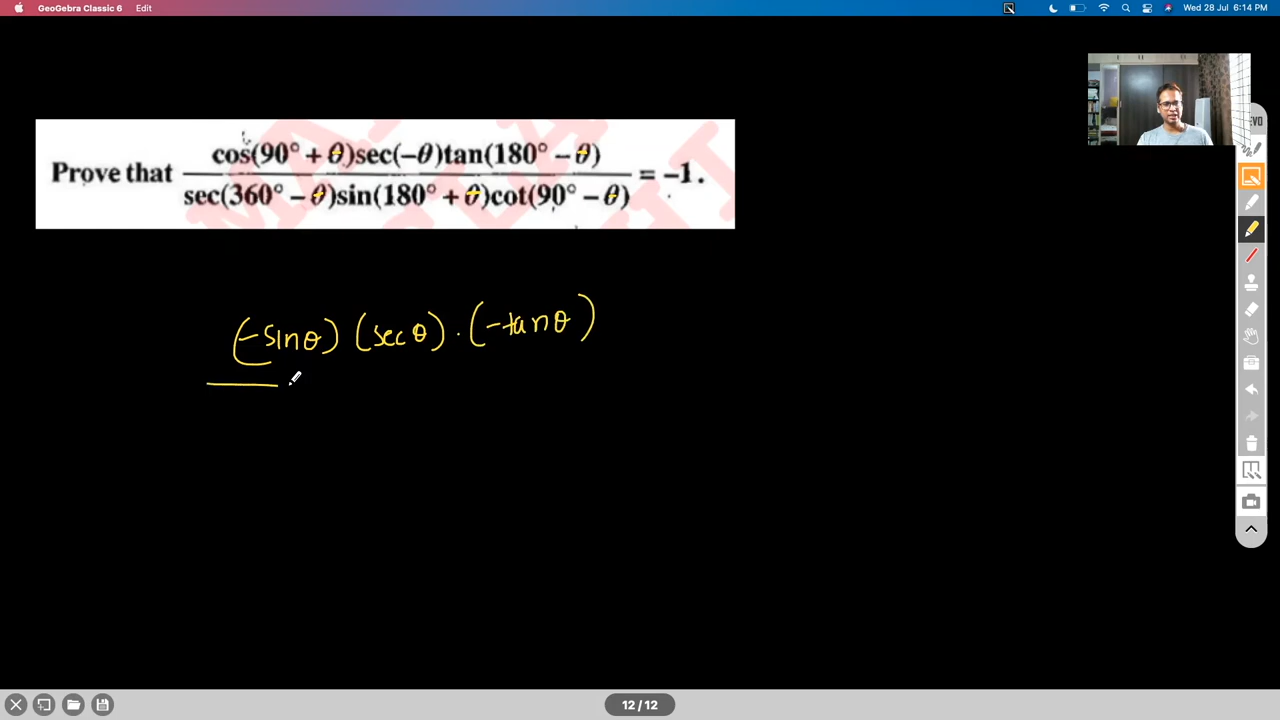 GeoGebra Classic 6 Edit Wed 28 Jul 6:14 PM
Prove that cos(90° + θ)sec(−θ)tan(180° − θ)
sec(360° − θ)sin(180° + θ)cot(90° − θ) = −1.
(-sinθ) (secθ) · (-tanθ)
12 / 12